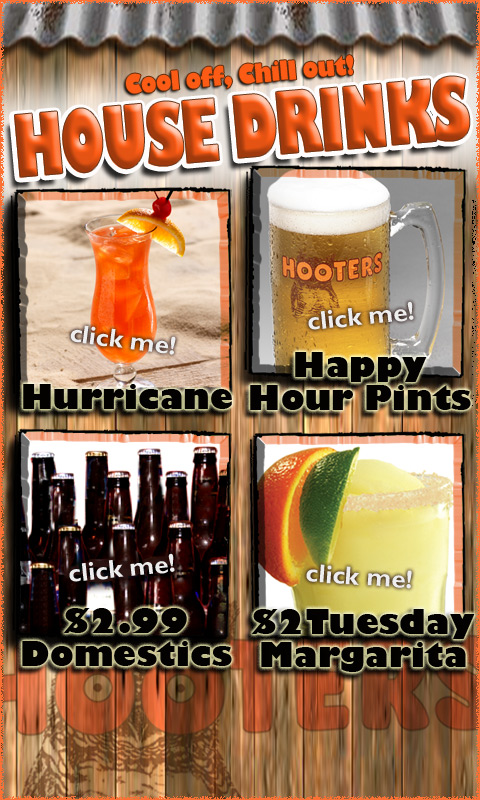 Cool off, Chill out!
HOUSE DRINKS
HOOTERS
click me!
click me!
Hurricane
Happy
Hour Pints
click me!
click me!
$2.99
Domestics
$2Tuesday
Margarita
HOOTERS